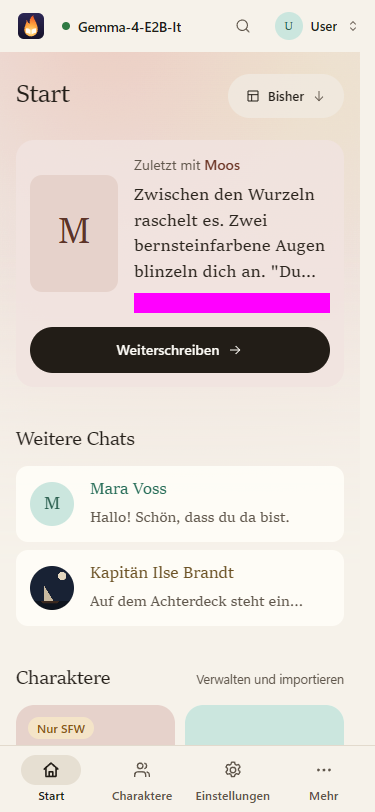 Gemma-4-E2B-It
U
User
Start
Bisher
Zuletzt mit Moos
M
Zwischen den Wurzeln
raschelt es. Zwei
bernsteinfarbene Augen
blinzeln dich an. "Du...
Weiterschreiben
Weitere Chats
M
Mara Voss
Hallo! Schön, dass du da bist.
Kapitän Ilse Brandt
Auf dem Achterdeck steht ein...
Charaktere
Verwalten und importieren
Nur SFW
Start
Charaktere
Einstellungen
Mehr